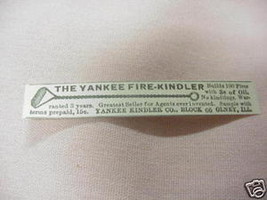 THE YANKEE FIRE-KINDLER Builds 100 Fires
with 3c of Oil.
No kindlings. War-
ranted 3 years. Greatest Seller for Agents ever invented. Sample with
terms prepaid, 15c. YANKEE KINDLER CO., BLOCK 60 OLNEY, ILL.